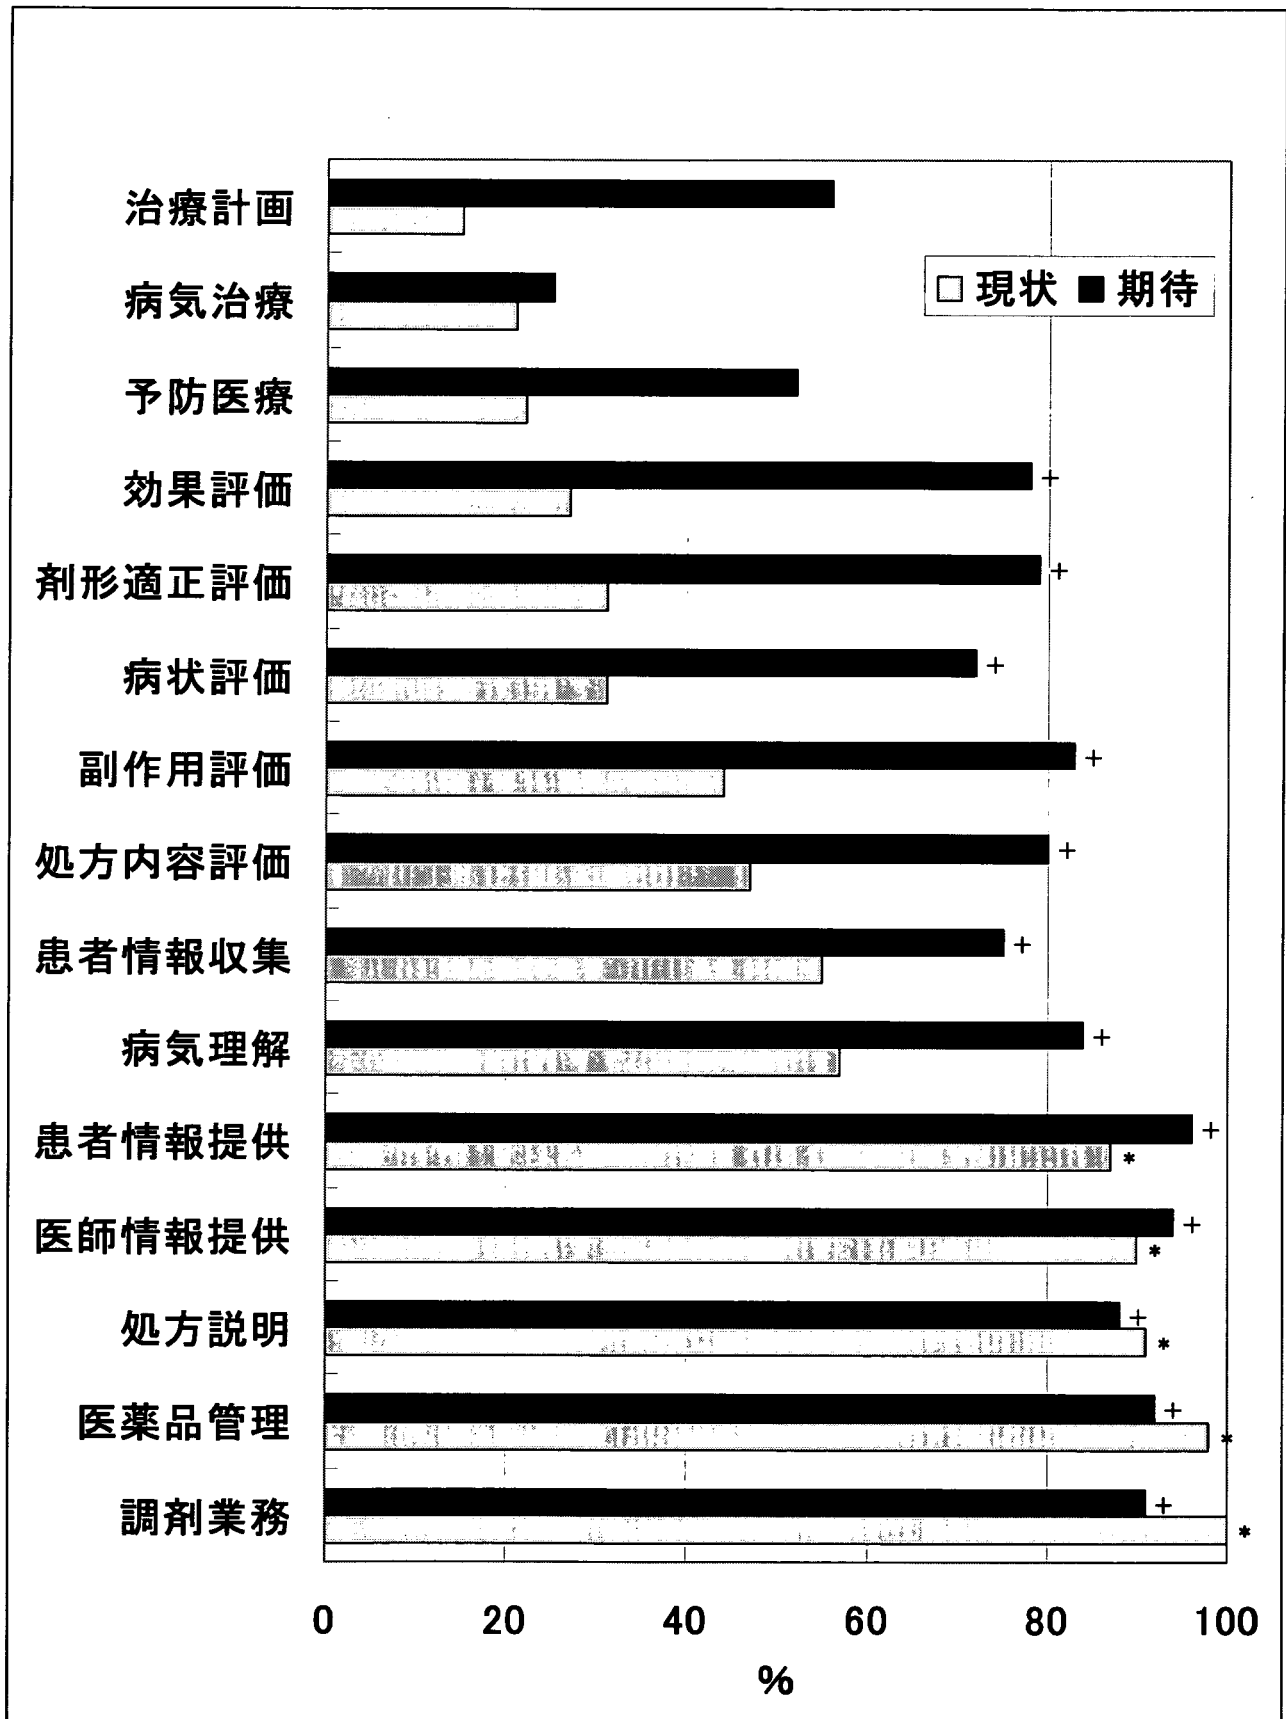 治療計画
病気治療
□ 現状 ■ 期待
予防医療
効果評価 +
剤形適正評価 +
病状評価 +
副作用評価 +
処方内容評価 +
患者情報収集 +
病気理解 +
患者情報提供 +
*
医師情報提供 +
*
処方説明 +
*
医薬品管理 +
*
調剤業務 +
*
0 20 40 60 80 100
%